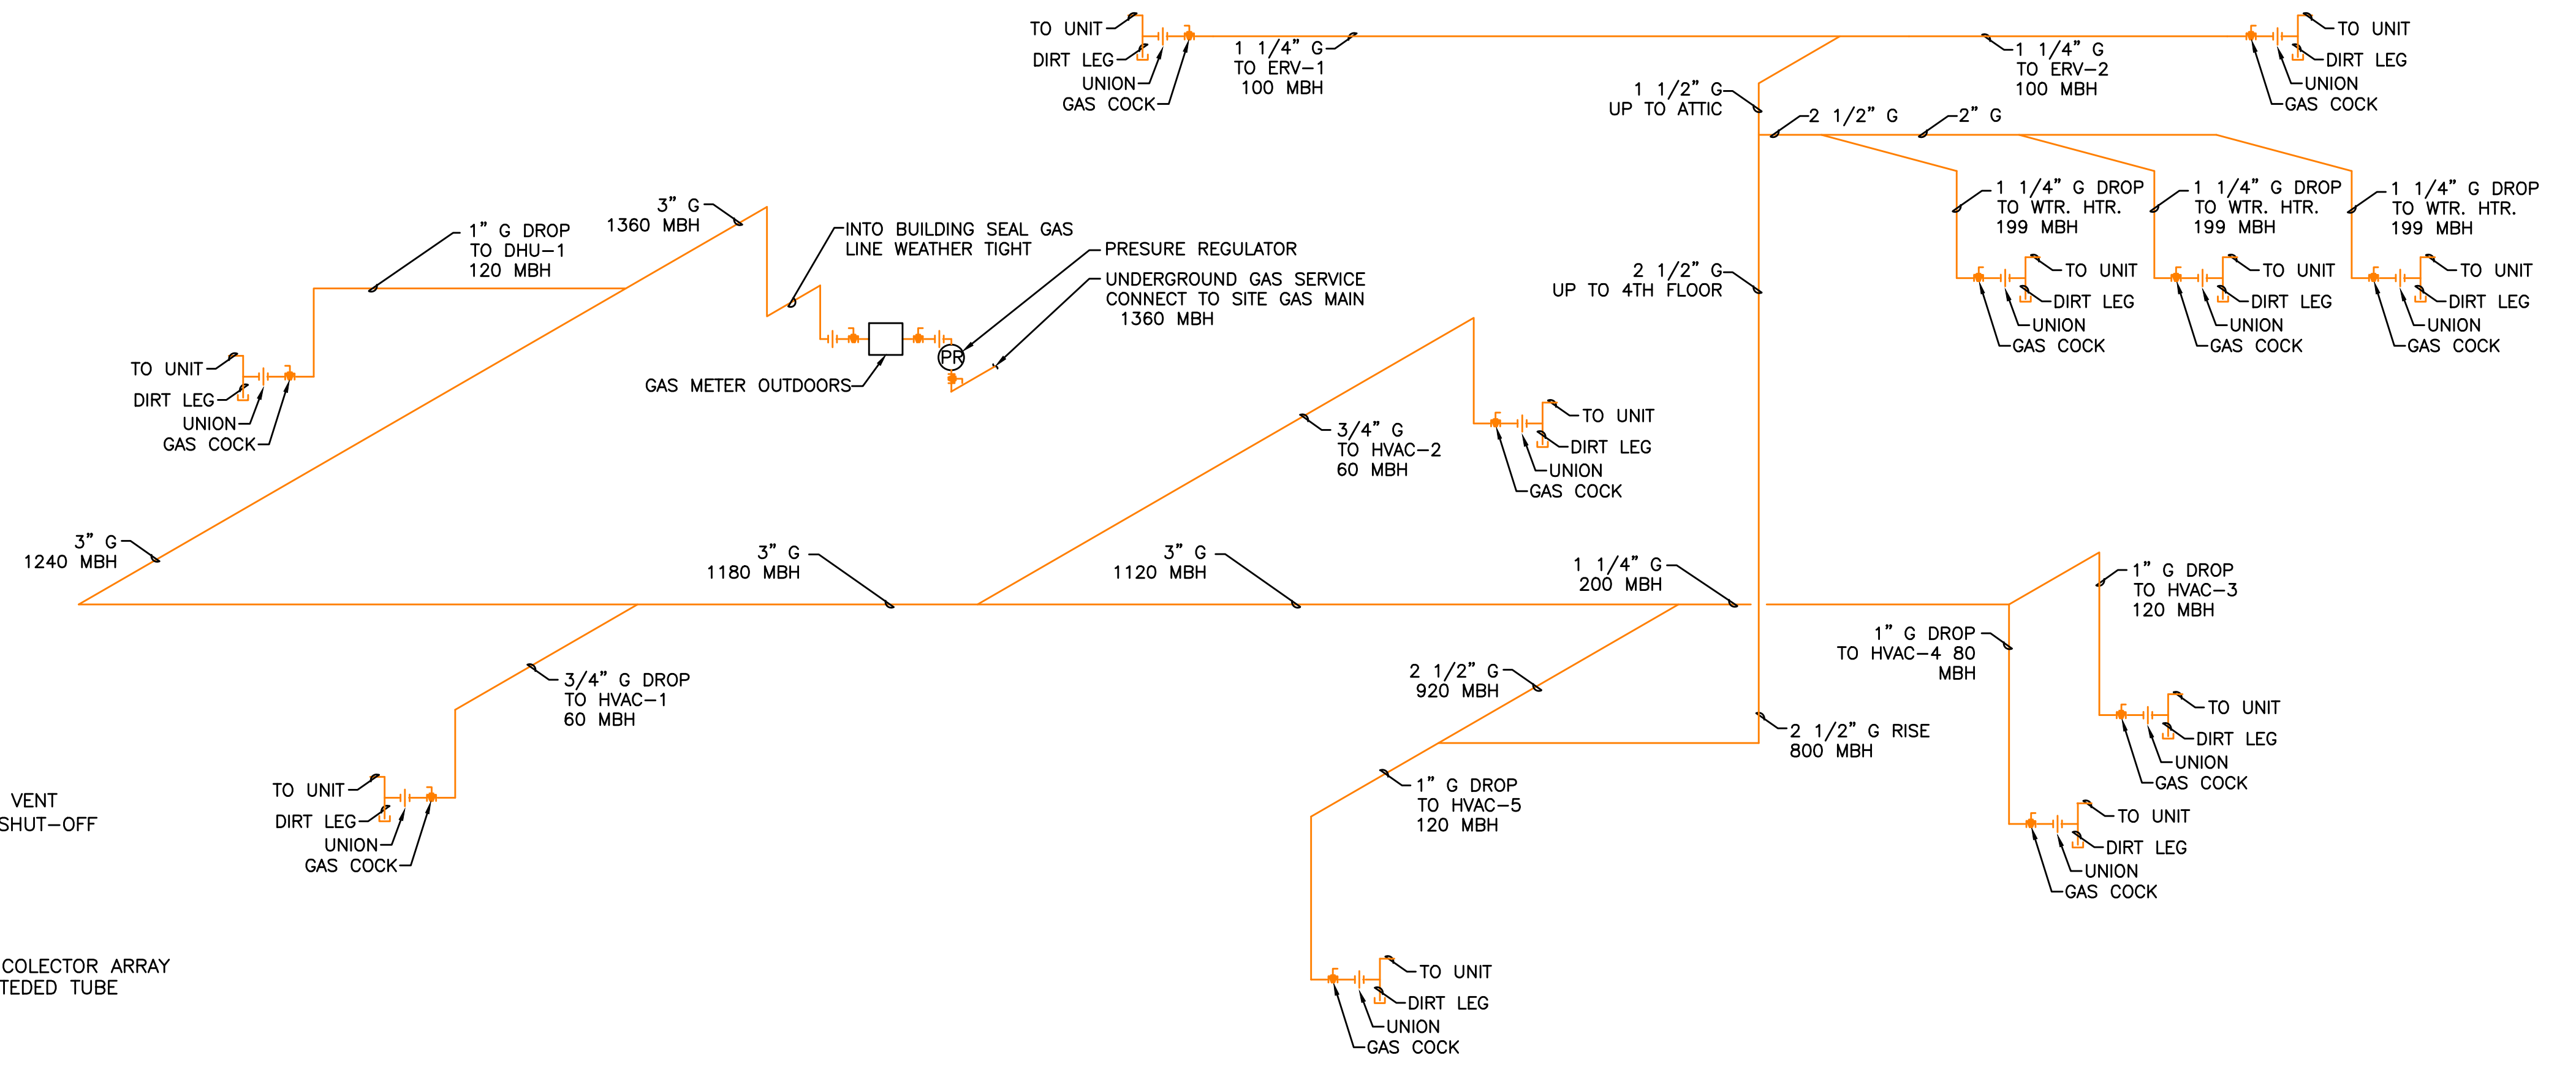 TO UNIT
DIRT LEG
UNION
GAS COCK
1 1/4” G
TO ERV-1
100 MBH
1 1/4” G
TO ERV-2
100 MBH
TO UNIT
DIRT LEG
UNION
GAS COCK
1 1/2” G
UP TO ATTIC
2 1/2” G
2” G
1 1/4” G DROP
TO WTR. HTR.
199 MBH
1 1/4” G DROP
TO WTR. HTR.
199 MBH
1 1/4” G DROP
TO WTR. HTR.
199 MBH
TO UNIT
DIRT LEG
UNION
GAS COCK
TO UNIT
DIRT LEG
UNION
GAS COCK
TO UNIT
DIRT LEG
UNION
GAS COCK
3” G
1360 MBH
1” G DROP
TO DHU-1
120 MBH
INTO BUILDING SEAL GAS
LINE WEATHER TIGHT
PRESURE REGULATOR
UNDERGROUND GAS SERVICE
CONNECT TO SITE GAS MAIN
1360 MBH
PR
GAS METER OUTDOORS
2 1/2” G
UP TO 4TH FLOOR
TO UNIT
DIRT LEG
UNION
GAS COCK
3/4” G
TO HVAC-2
60 MBH
TO UNIT
DIRT LEG
UNION
GAS COCK
3” G
1240 MBH
3” G
1180 MBH
3” G
1120 MBH
1 1/4” G
200 MBH
1” G DROP
TO HVAC-3
120 MBH
1” G DROP
TO HVAC-4 80
MBH
3/4” G DROP
TO HVAC-1
60 MBH
2 1/2” G
920 MBH
2 1/2” G RISE
800 MBH
TO UNIT
DIRT LEG
UNION
GAS COCK
1” G DROP
TO HVAC-5
120 MBH
TO UNIT
DIRT LEG
UNION
GAS COCK
TO UNIT
DIRT LEG
UNION
GAS COCK
VENT
SHUT-OFF
COLECTOR ARRAY
TEDED TUBE
TO UNIT
DIRT LEG
UNION
GAS COCK